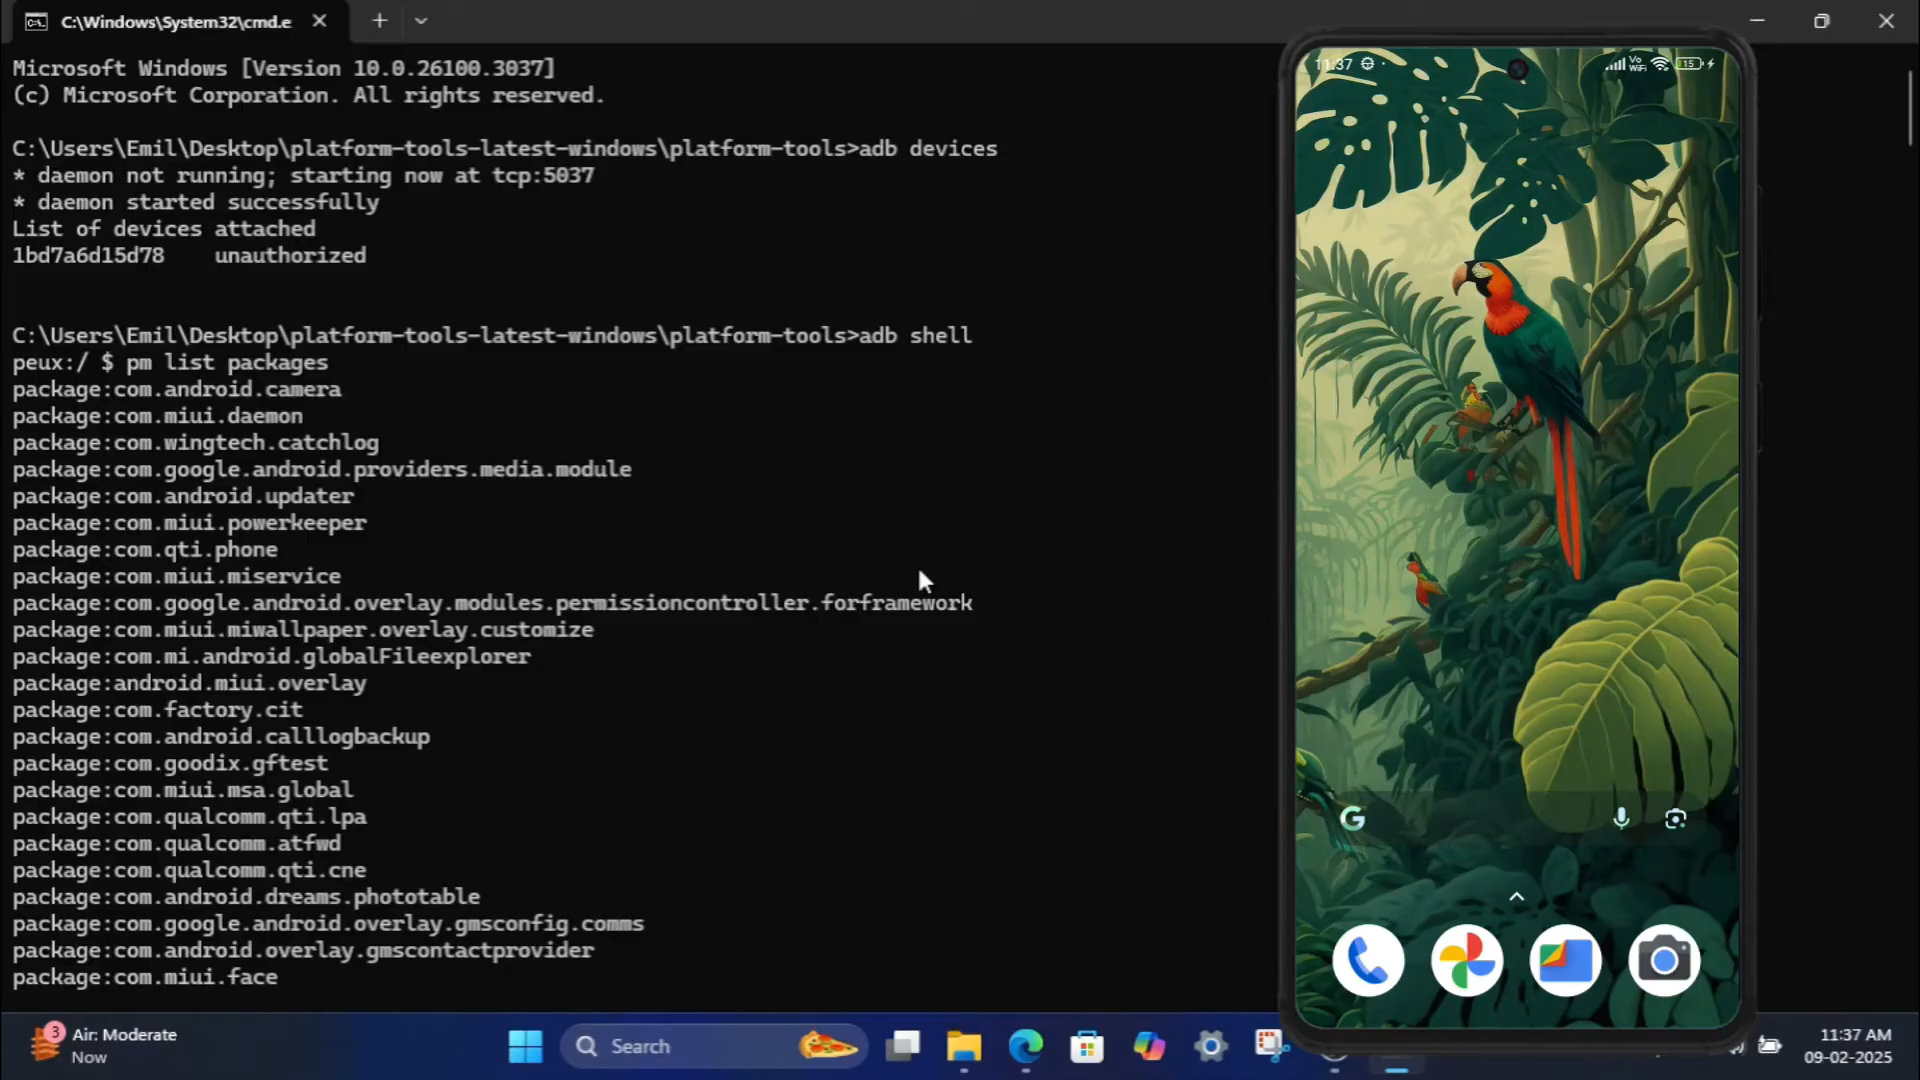 C:\Windows\System32\cmd.e
Microsoft Windows [Version 10.0.26100.3037]
(c) Microsoft Corporation. All rights reserved.
C:\Users\Emil\Desktop\platform-tools-latest-windows\platform-tools>adb devices
* daemon not running; starting now at tcp:5037
* daemon started successfully
List of devices attached
1bd7a6d15d78    unauthorized
C:\Users\Emil\Desktop\platform-tools-latest-windows\platform-tools>adb shell
peux:/ $ pm list packages
package:com.android.camera
package:com.miui.daemon
package:com.wingtech.catchlog
package:com.google.android.providers.media.module
package:com.android.updater
package:com.miui.powerkeeper
package:com.qti.phone
package:com.miui.miservice
package:com.google.android.overlay.modules.permissioncontroller.forframework
package:com.miui.miwallpaper.overlay.customize
package:com.mi.android.globalFileexplorer
package:android.miui.overlay
package:com.factory.cit
package:com.android.calllogbackup
package:com.goodix.gftest
package:com.miui.msa.global
package:com.qualcomm.qti.lpa
package:com.qualcomm.atfwd
package:com.qualcomm.qti.cne
package:com.android.dreams.phototable
package:com.google.android.overlay.gmsconfig.comms
package:com.android.overlay.gmscontactprovider
package:com.miui.face
11:37
Vo
WiFi
15
G
3
Air: Moderate
Now
Search
11:37 AM
09-02-2025